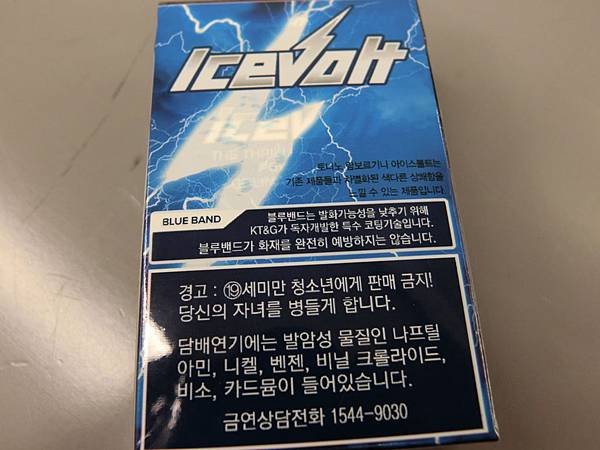 Icevolt
토니노 람보르기니 아이스볼트는
기존 제품들과 차별화된 색다른 상쾌함을
느낄 수 있는 제품입니다
BLUE BAND
블루밴드는 발화가능성을 낮추기 위해
KT&G가 독자개발한 특수 코팅기술입니다.
블루밴드가 화재를 완전히 예방하지는 않습니다.
경고 : ⑲세미만 청소년에게 판매 금지!
당신의 자녀를 병들게 합니다.
담배연기에는 발암성 물질인 나프틸
아민, 니켈, 벤젠, 비닐 크롤라이드,
비소, 카드뮴이 들어있습니다.
금연상담전화 1544-9030